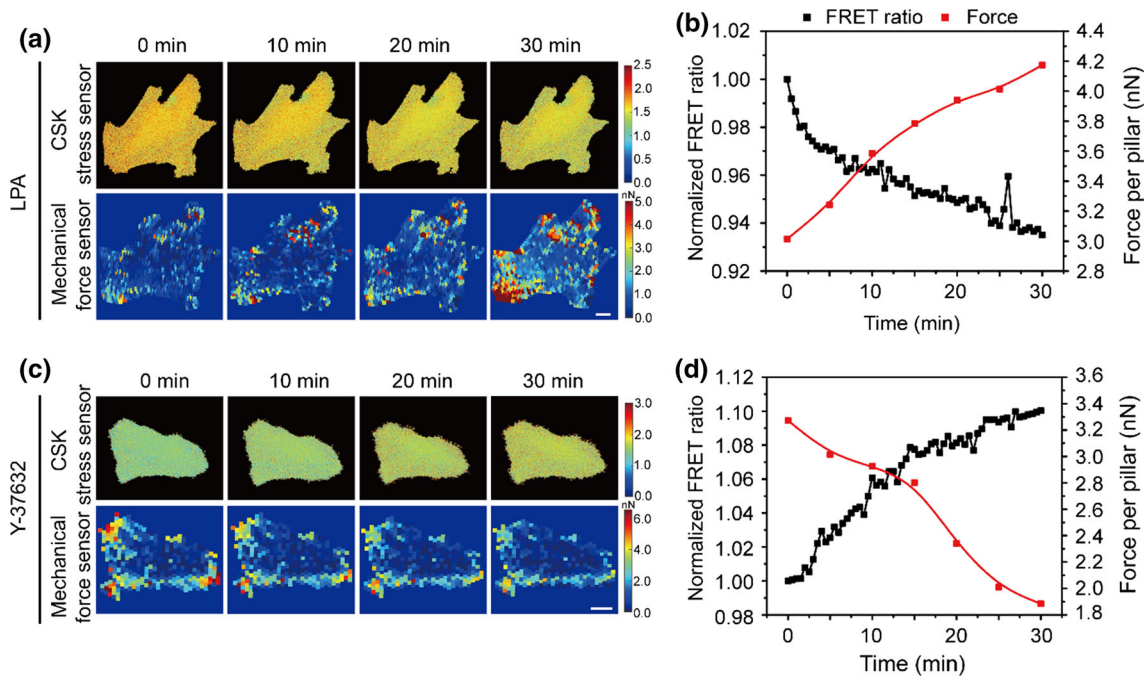 (a)
0 min 10 min 20 min 30 min
LPA
CSK
stress sensor
2.5
2.0
1.5
1.0
0.5
0.0
Mechanical
force sensor
nN
5.0
4.0
3.0
2.0
1.0
0.0
(b)
FRET ratio Force
Normalized FRET ratio
1.00
0.98
0.96
0.94
0.92
Force per pillar (nN)
4.4
4.2
4.0
3.8
3.6
3.4
3.2
3.0
2.8
0 10 20 30
Time (min)
(c)
0 min 10 min 20 min 30 min
Y-37632
CSK
stress sensor
3.0
2.0
1.0
0.0
Mechanical
force sensor
nN
6.0
4.0
2.0
0.0
(d)
Normalized FRET ratio
1.12
1.10
1.08
1.06
1.04
1.02
1.00
0.98
Force per pillar (nN)
3.6
3.4
3.2
3.0
2.8
2.6
2.4
2.2
2.0
1.8
0 10 20 30
Time (min)